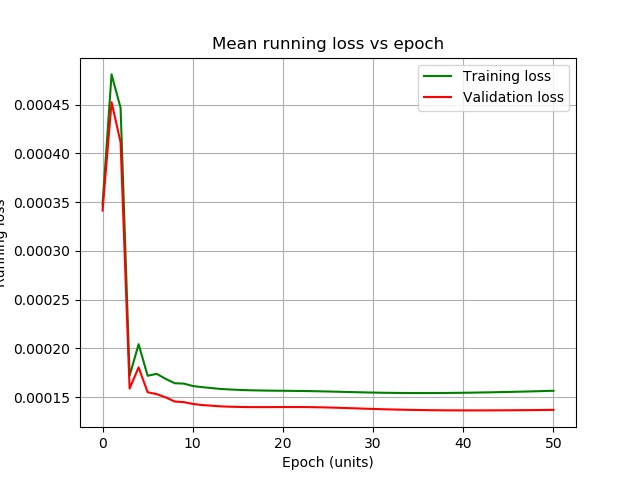 Mean running loss vs epoch
Training loss
Validation loss
0.00045
0.00040
0.00035
0.00030
0.00025
0.00020
0.00015
Running loss
0 10 20 30 40 50
Epoch (units)